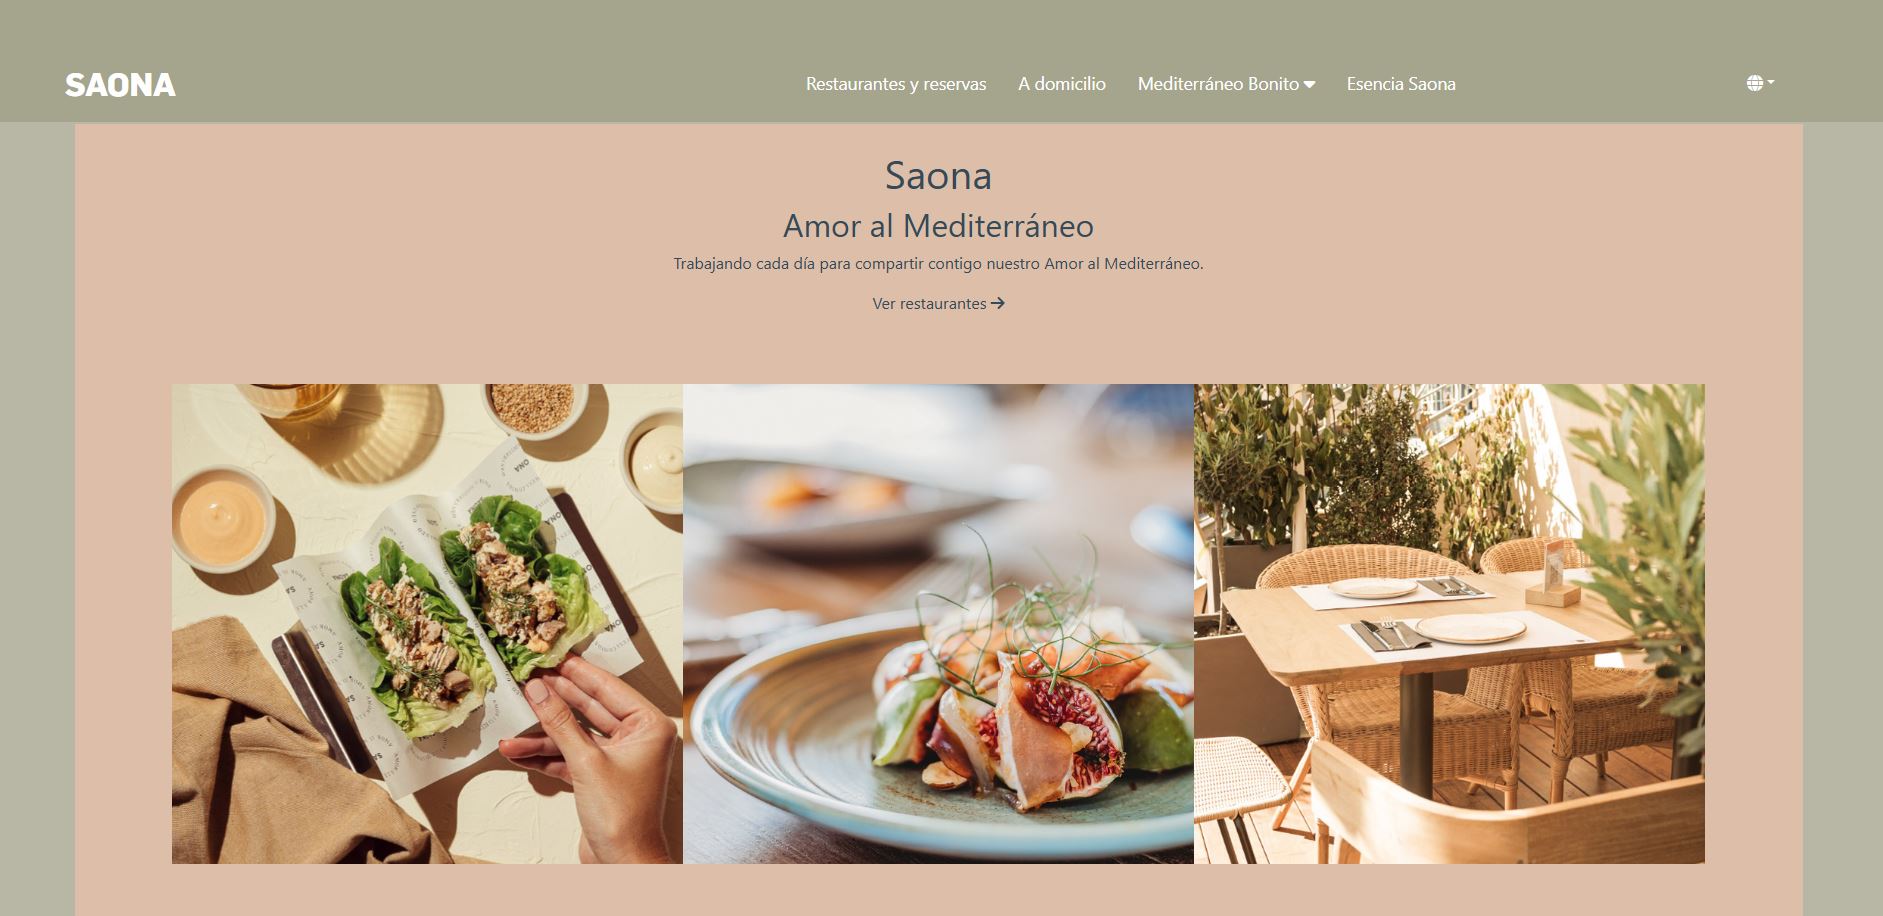 SAONA
Restaurantes y reservas A domicilio Mediterráneo Bonito Esencia Saona
Saona
Amor al Mediterráneo
Trabajando cada día para compartir contigo nuestro Amor al Mediterráneo.
Ver restaurantes